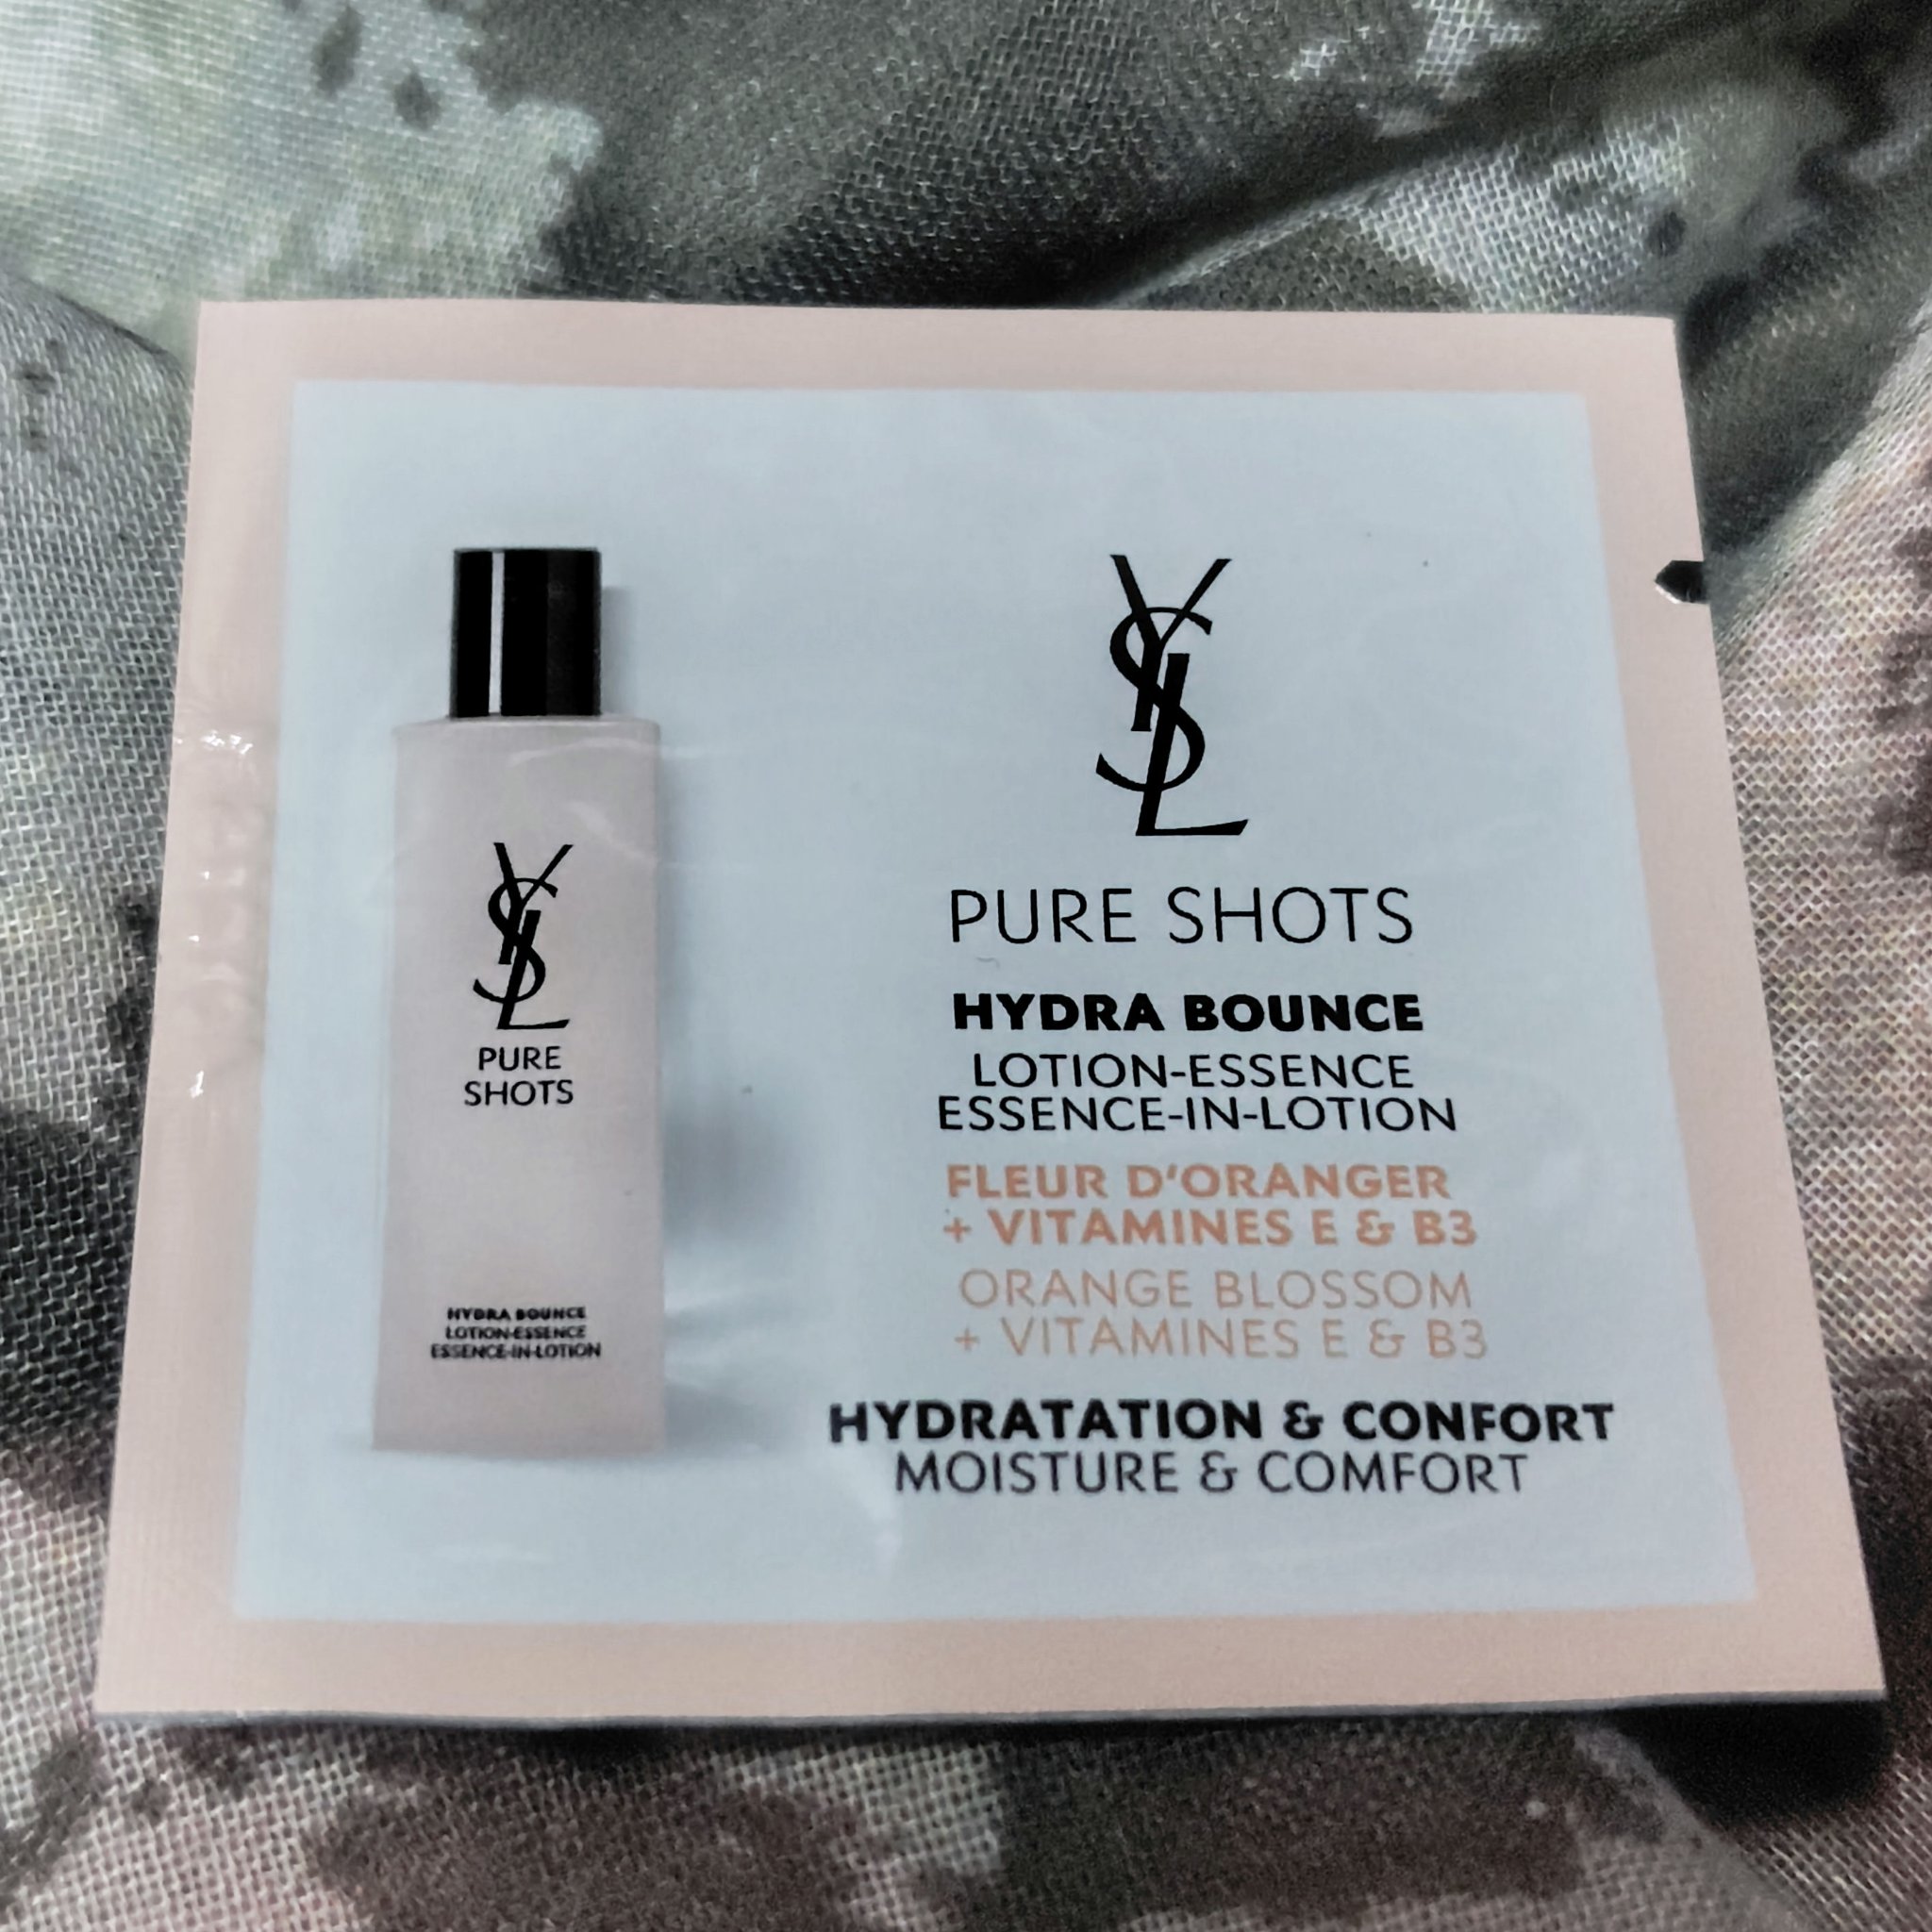 YSL
PURE
SHOTS
HYDRA BOUNCE
LOTION-ESSENCE
ESSENCE-IN-LOTION
YSL
PURE SHOTS
HYDRA BOUNCE
LOTION-ESSENCE
ESSENCE-IN-LOTION
FLEUR D'ORANGER
+ VITAMINES E & B3
ORANGE BLOSSOM
+ VITAMINES E & B3
HYDRATATION & CONFORT
MOISTURE & COMFORT